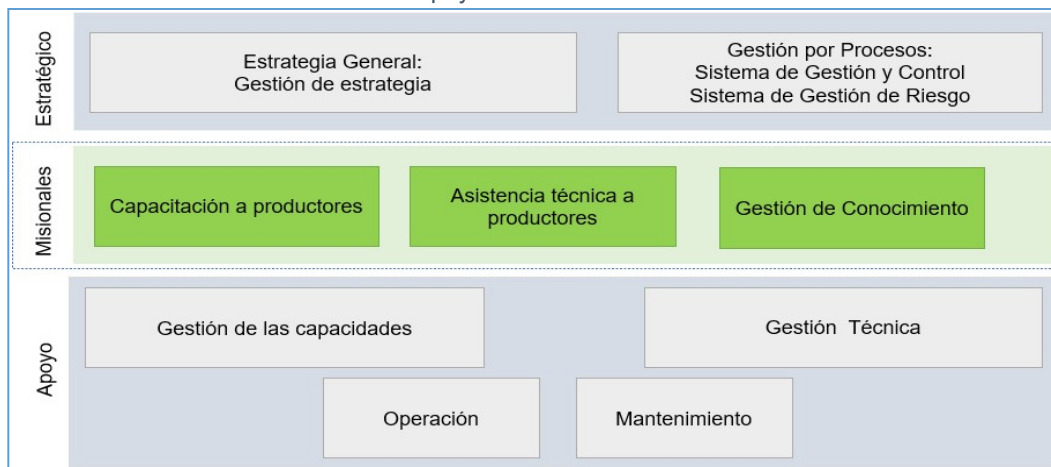 Estratégico
Estrategia General:
Gestión de estrategia
Gestión por Procesos:
Sistema de Gestión y Control
Sistema de Gestión de Riesgo
Misionales
Capacitación a productores
Asistencia técnica a
productores
Gestión de Conocimiento
Apoyo
Gestión de las capacidades
Gestión Técnica
Operación
Mantenimiento